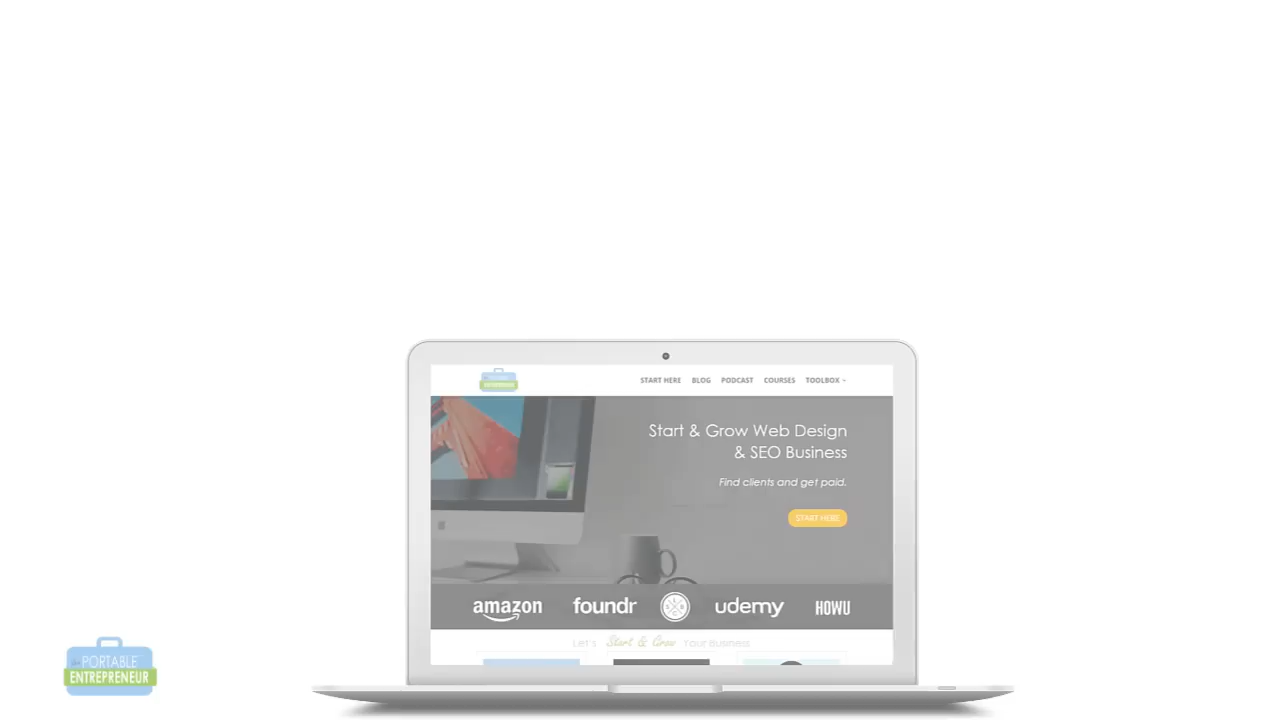 START HERE BLOG PODCAST COURSES TOOLBOX
Start & Grow Web Design
& SEO Business
Find clients and get paid.
START HERE
amazon foundr udemy HOWU
Let's Start & Grow Your Business
PORTABLE
ENTREPRENEUR